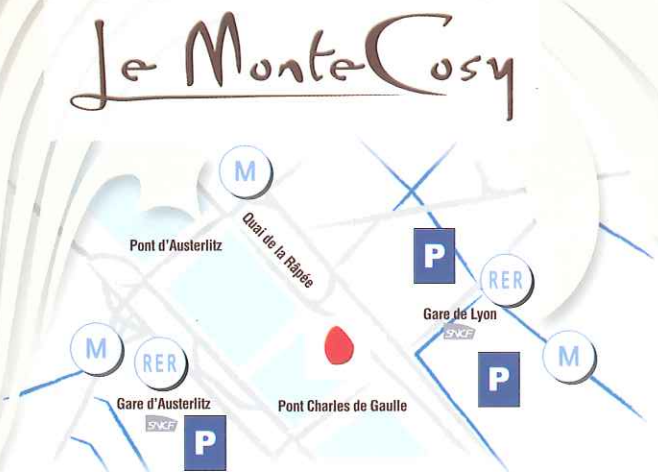 Le MonteCosy
M
Pont d'Austerlitz
Quai de la Râpée
P
RER
Gare de Lyon
SNCF
M
RER
M
P
Gare d'Austerlitz
SNCF
P
Pont Charles de Gaulle